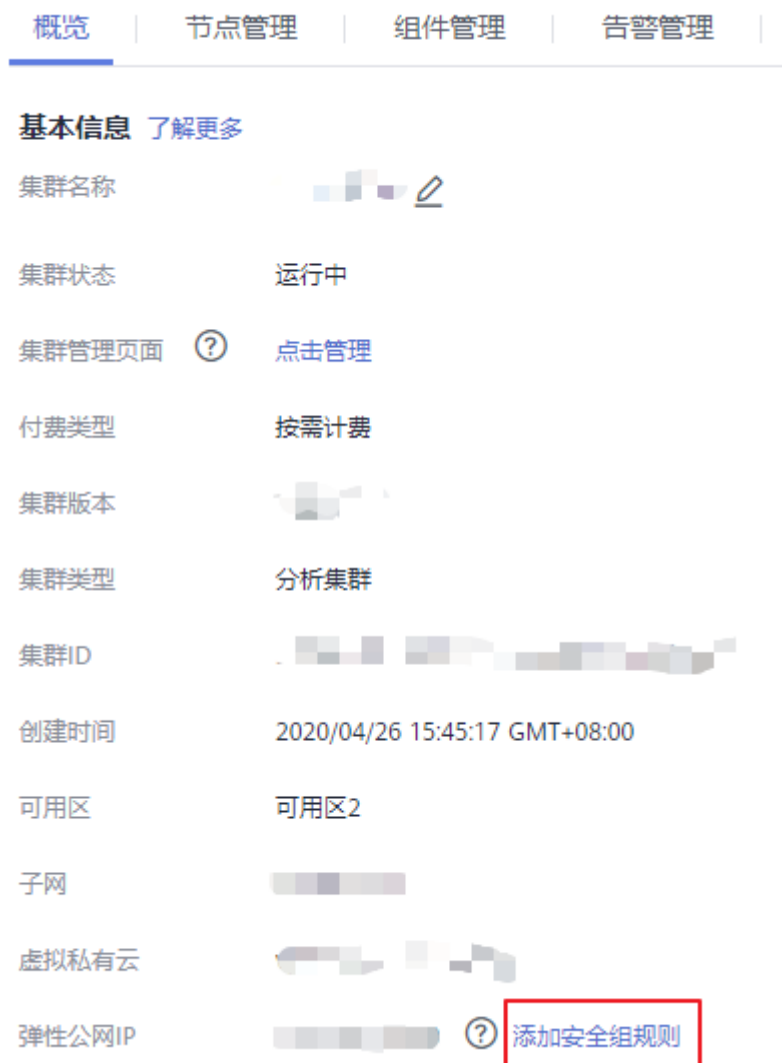 概览 节点管理 组件管理 告警管理
基本信息 了解更多
集群名称
集群状态 运行中
集群管理页面 ? 点击管理
付费类型 按需计费
集群版本
集群类型 分析集群
集群ID
创建时间 2020/04/26 15:45:17 GMT+08:00
可用区 可用区2
子网
虚拟私有云
弹性公网IP ? 添加安全组规则